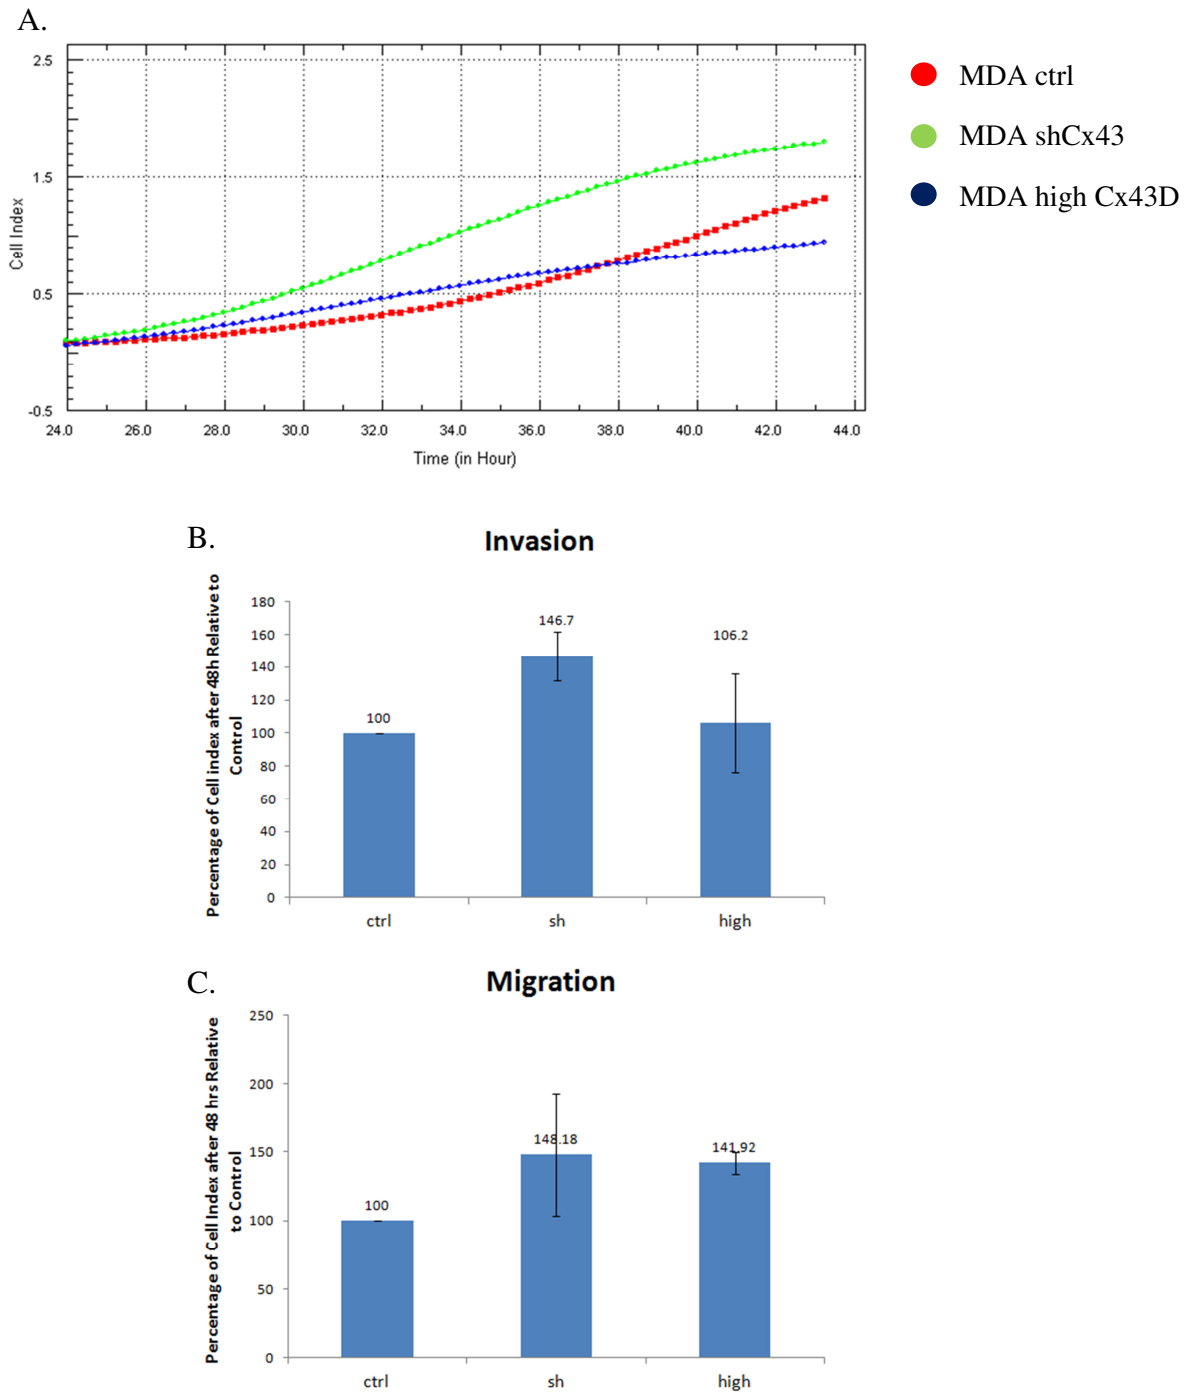 A.
2.5
1.5
0.5
-0.5
Cell Index
24.0 26.0 28.0 30.0 32.0 34.0 36.0 38.0 40.0 42.0 44.0
Time (in Hour)
MDA ctrl
MDA shCx43
MDA high Cx43D
B.
Invasion
Percentage of Cell index after 48h Relative to
Control
180
160
140
120
100
80
60
40
20
0
100
146.7
106.2
ctrl sh high
C.
Migration
Percentage of Cell Index after 48 hrs Relative
to Control
250
200
150
100
50
0
100
148.18
141.92
ctrl sh high